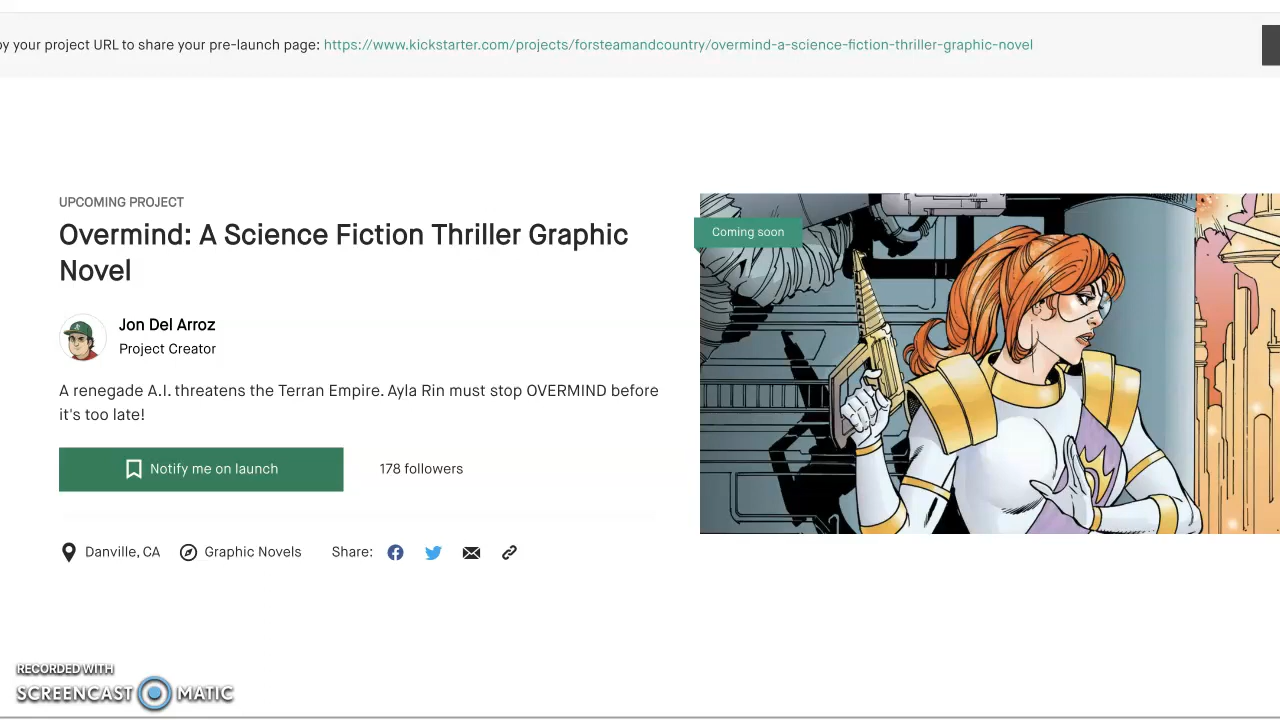 py your project URL to share your pre-launch page: https://www.kickstarter.com/projects/forsteamandcountry/overmind-a-science-fiction-thriller-graphic-novel
UPCOMING PROJECT
Overmind: A Science Fiction Thriller Graphic
Novel
Coming soon
Jon Del Arroz
Project Creator
A renegade A.I. threatens the Terran Empire. Ayla Rin must stop OVERMIND before
it's too late!
Notify me on launch
178 followers
Danville, CA
Graphic Novels
Share:
RECORDED WITH
SCREENCAST MATIC